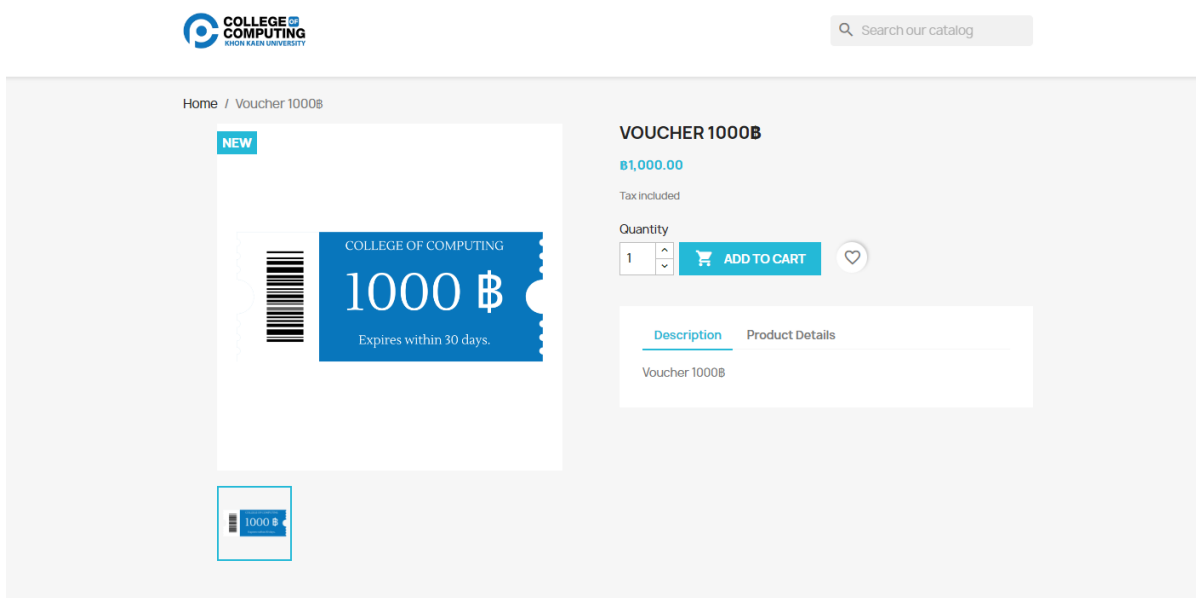 COLLEGE OF
COMPUTING
KHON KAEN UNIVERSITY
Search our catalog
Home / Voucher 1000฿
NEW
COLLEGE OF COMPUTING
1000 ฿
Expires within 30 days.
VOUCHER 1000฿
฿1,000.00
Tax included
Quantity
1
ADD TO CART
Description Product Details
Voucher 1000฿
1000 ฿